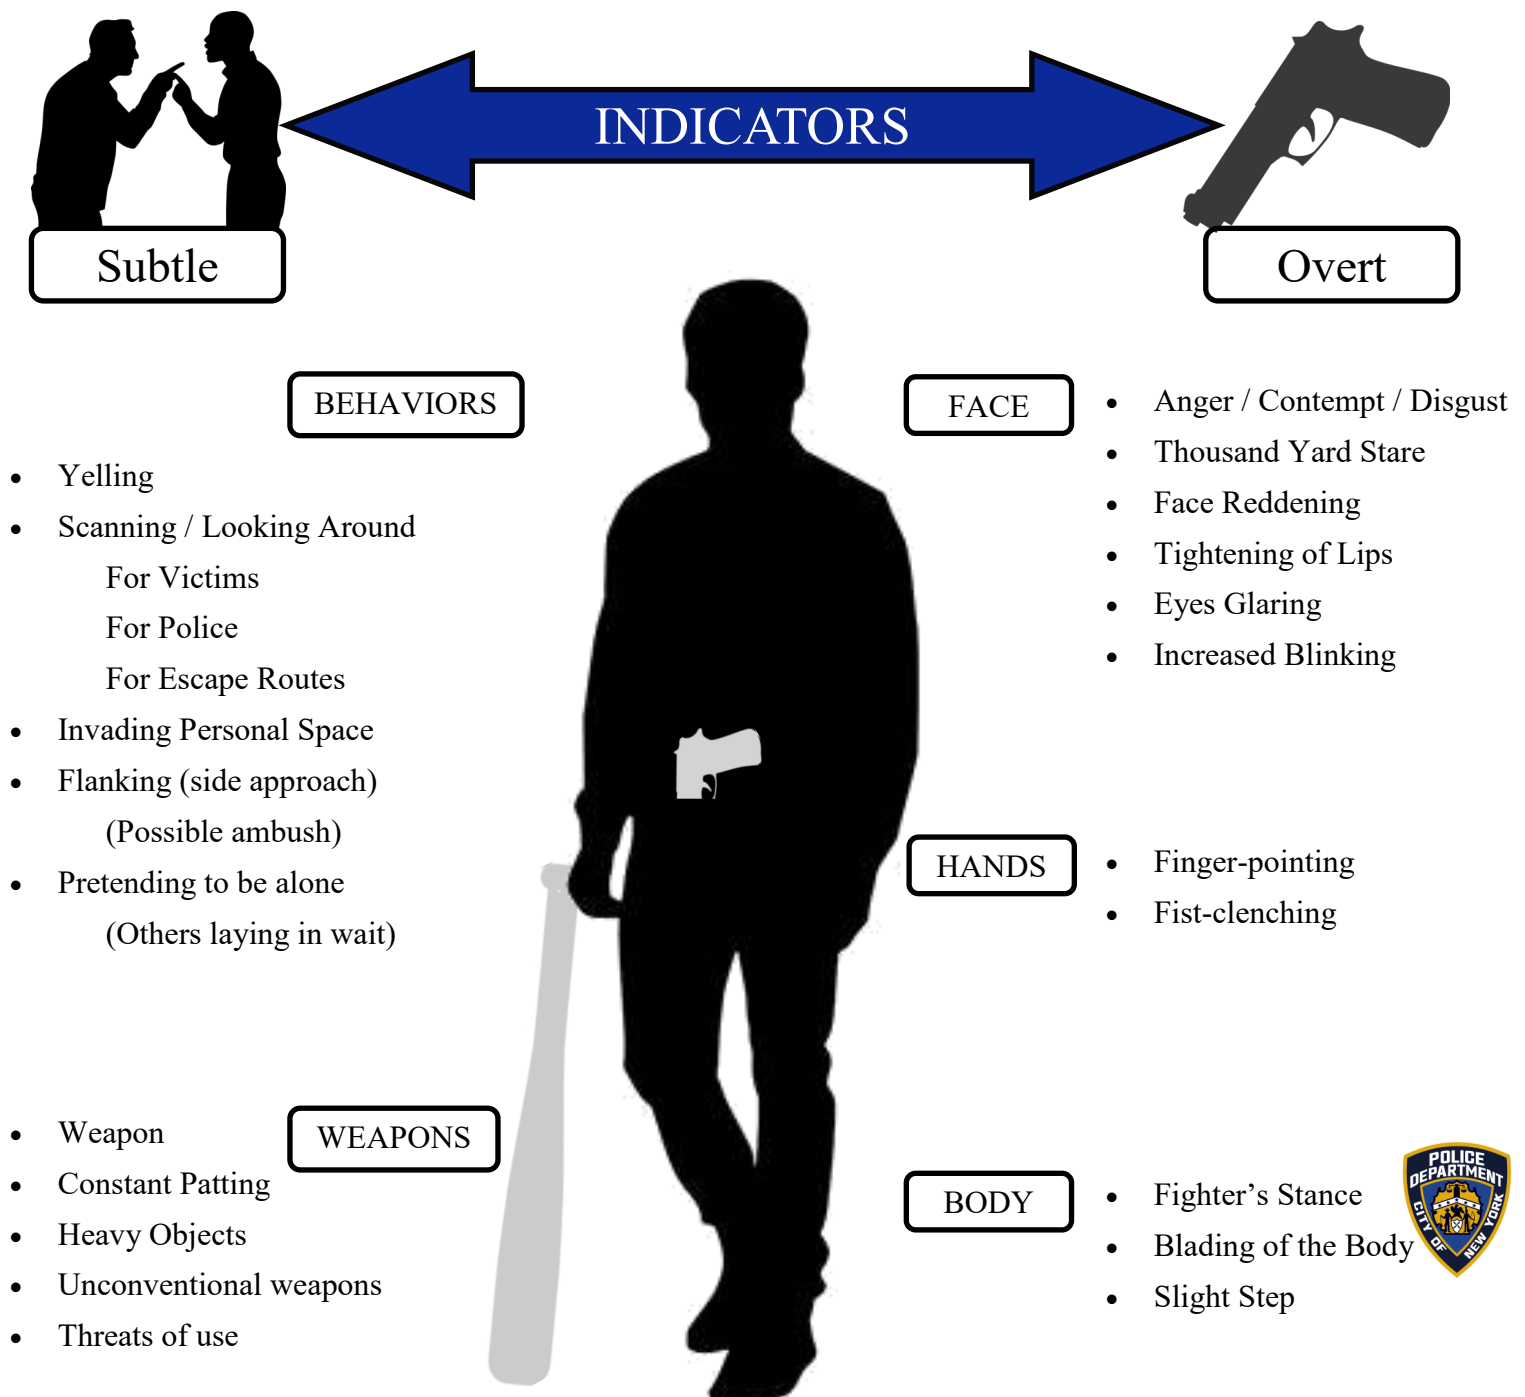 INDICATORS
Subtle
Overt
BEHAVIORS
• Yelling
• Scanning / Looking Around
For Victims
For Police
For Escape Routes
• Invading Personal Space
• Flanking (side approach)
(Possible ambush)
• Pretending to be alone
(Others laying in wait)
WEAPONS
• Weapon
• Constant Patting
• Heavy Objects
• Unconventional weapons
• Threats of use
FACE
• Anger / Contempt / Disgust
• Thousand Yard Stare
• Face Reddening
• Tightening of Lips
• Eyes Glaring
• Increased Blinking
HANDS
• Finger-pointing
• Fist-clenching
BODY
• Fighter’s Stance
• Blading of the Body
• Slight Step
POLICE
DEPARTMENT
CITY OF NEW YORK